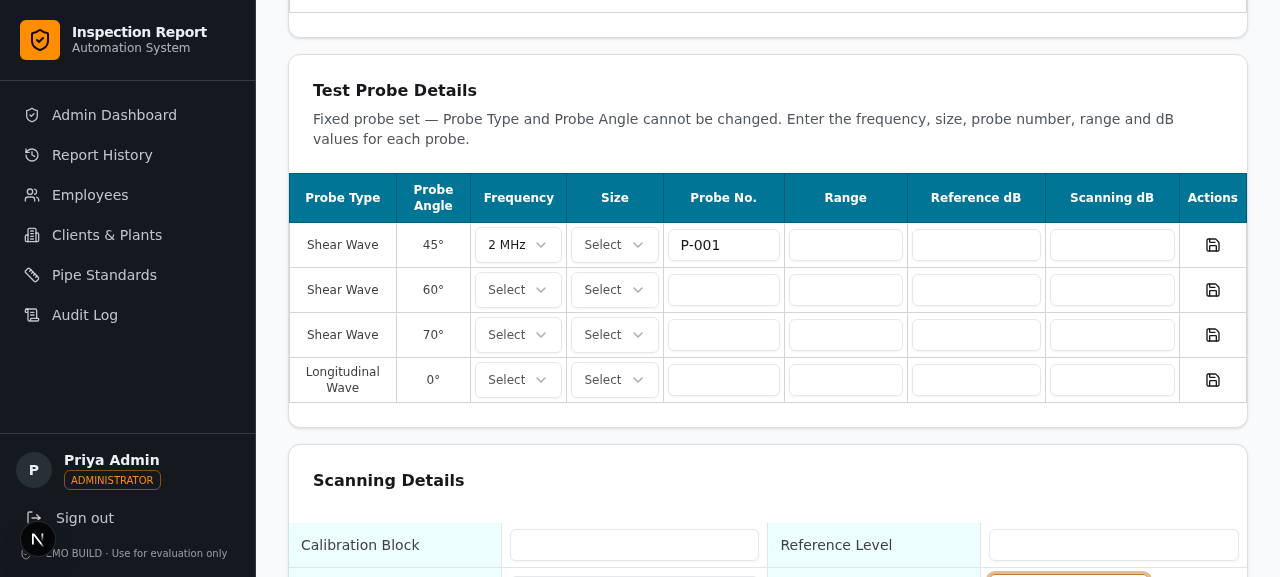 Inspection Report
Automation System
Admin Dashboard
Report History
Employees
Clients & Plants
Pipe Standards
Audit Log
P
Priya Admin
ADMINISTRATOR
Sign out
N
EMO BUILD · Use for evaluation only
Test Probe Details
Fixed probe set — Probe Type and Probe Angle cannot be changed. Enter the frequency, size, probe number, range and dB
values for each probe.
Probe Type Probe Angle Frequency Size Probe No. Range Reference dB Scanning dB Actions
Shear Wave 45° 2 MHz Select P-001
Shear Wave 60° Select Select
Shear Wave 70° Select Select
Longitudinal Wave 0° Select Select
Scanning Details
Calibration Block Reference Level